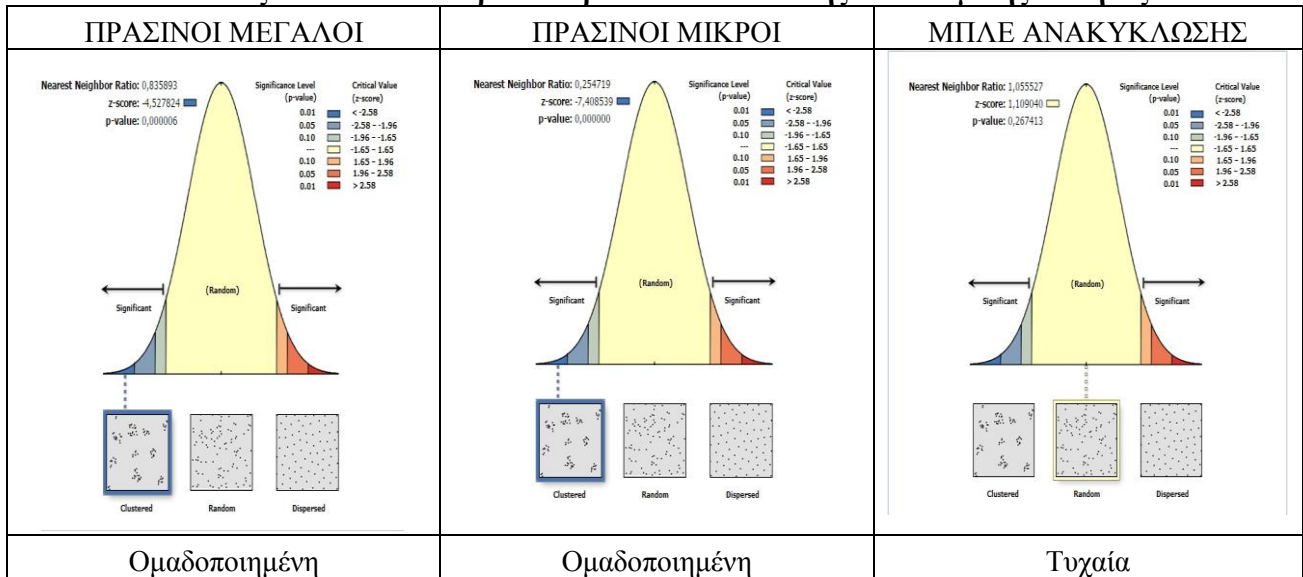 ΠΡΑΣΙΝΟΙ ΜΕΓΑΛΟΙ
ΠΡΑΣΙΝΟΙ ΜΙΚΡΟΙ
ΜΠΛΕ ΑΝΑΚΥΚΛΩΣΗΣ
Nearest Neighbor Ratio: 0,835893
z-score: -4,527824
p-value: 0,000006
Significance Level (p-value)
Critical Value (z-score)
0.01 < -2.58
0.05 -2.58 - -1.96
0.10 -1.96 - -1.65
--- -1.65 - 1.65
0.10 1.65 - 1.96
0.05 1.96 - 2.58
0.01 > 2.58
Significant
(Random)
Significant
Clustered
Random
Dispersed
Nearest Neighbor Ratio: 0,254719
z-score: -7,408539
p-value: 0,000000
Significance Level (p-value)
Critical Value (z-score)
0.01 < -2.58
0.05 -2.58 - -1.96
0.10 -1.96 - -1.65
--- -1.65 - 1.65
0.10 1.65 - 1.96
0.05 1.96 - 2.58
0.01 > 2.58
Significant
(Random)
Significant
Clustered
Random
Dispersed
Nearest Neighbor Ratio: 1,055527
z-score: 1,109040
p-value: 0,267413
Significance Level (p-value)
Critical Value (z-score)
0.01 < -2.58
0.05 -2.58 - -1.96
0.10 -1.96 - -1.65
--- -1.65 - 1.65
0.10 1.65 - 1.96
0.05 1.96 - 2.58
0.01 > 2.58
Significant
(Random)
Significant
Clustered
Random
Dispersed
Ομαδοποιημένη
Ομαδοποιημένη
Τυχαία